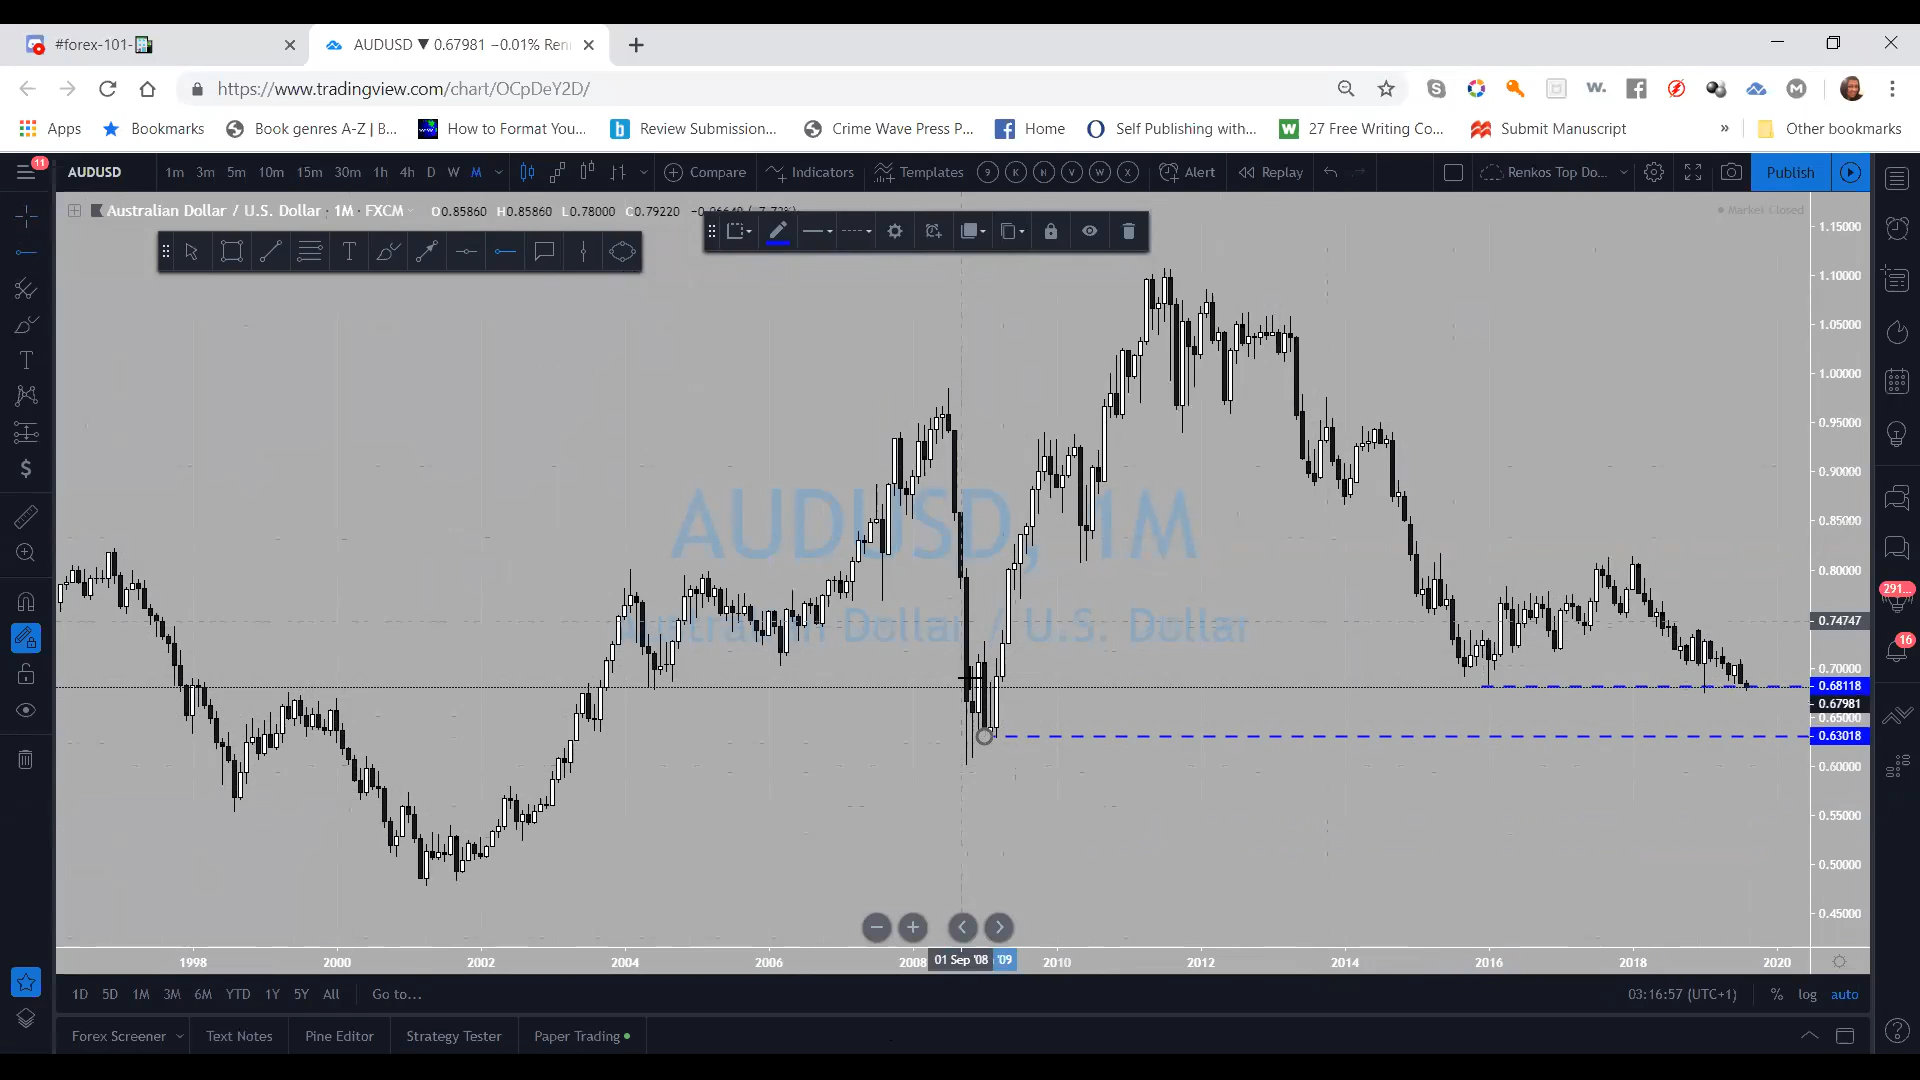 #forex-101-
AUDUSD ▼ 0.67981 −0.01% Ren
https://www.tradingview.com/chart/OCpDeY2D/
Apps Bookmarks Book genres A-Z | B... How to Format You... Review Submission... Crime Wave Press P... Home Self Publishing with... 27 Free Writing Co... Submit Manuscript » Other bookmarks
11
AUDUSD 1m 3m 5m 10m 15m 30m 1h 4h D W M Compare Indicators Templates 9 K N V W X Alert Replay Renkos Top Do... Publish
Australian Dollar / U.S. Dollar · 1M · FXCM O0.85860 H0.85860 L0.78000 C0.79220
Market Closed
1.15000
1.10000
1.05000
1.00000
0.95000
0.90000
AUDUSD, 1M
0.85000
0.80000
291...
Australian Dollar / U.S. Dollar
0.74747
16
0.70000
0.68118
0.67981
0.65000
0.63018
0.60000
0.55000
0.50000
0.45000
1998 2000 2002 2004 2006 2008 01 Sep '08 '09 2010 2012 2014 2016 2018 2020
1D 5D 1M 3M 6M YTD 1Y 5Y All Go to... 03:16:57 (UTC+1) % log auto
Forex Screener Text Notes Pine Editor Strategy Tester Paper Trading